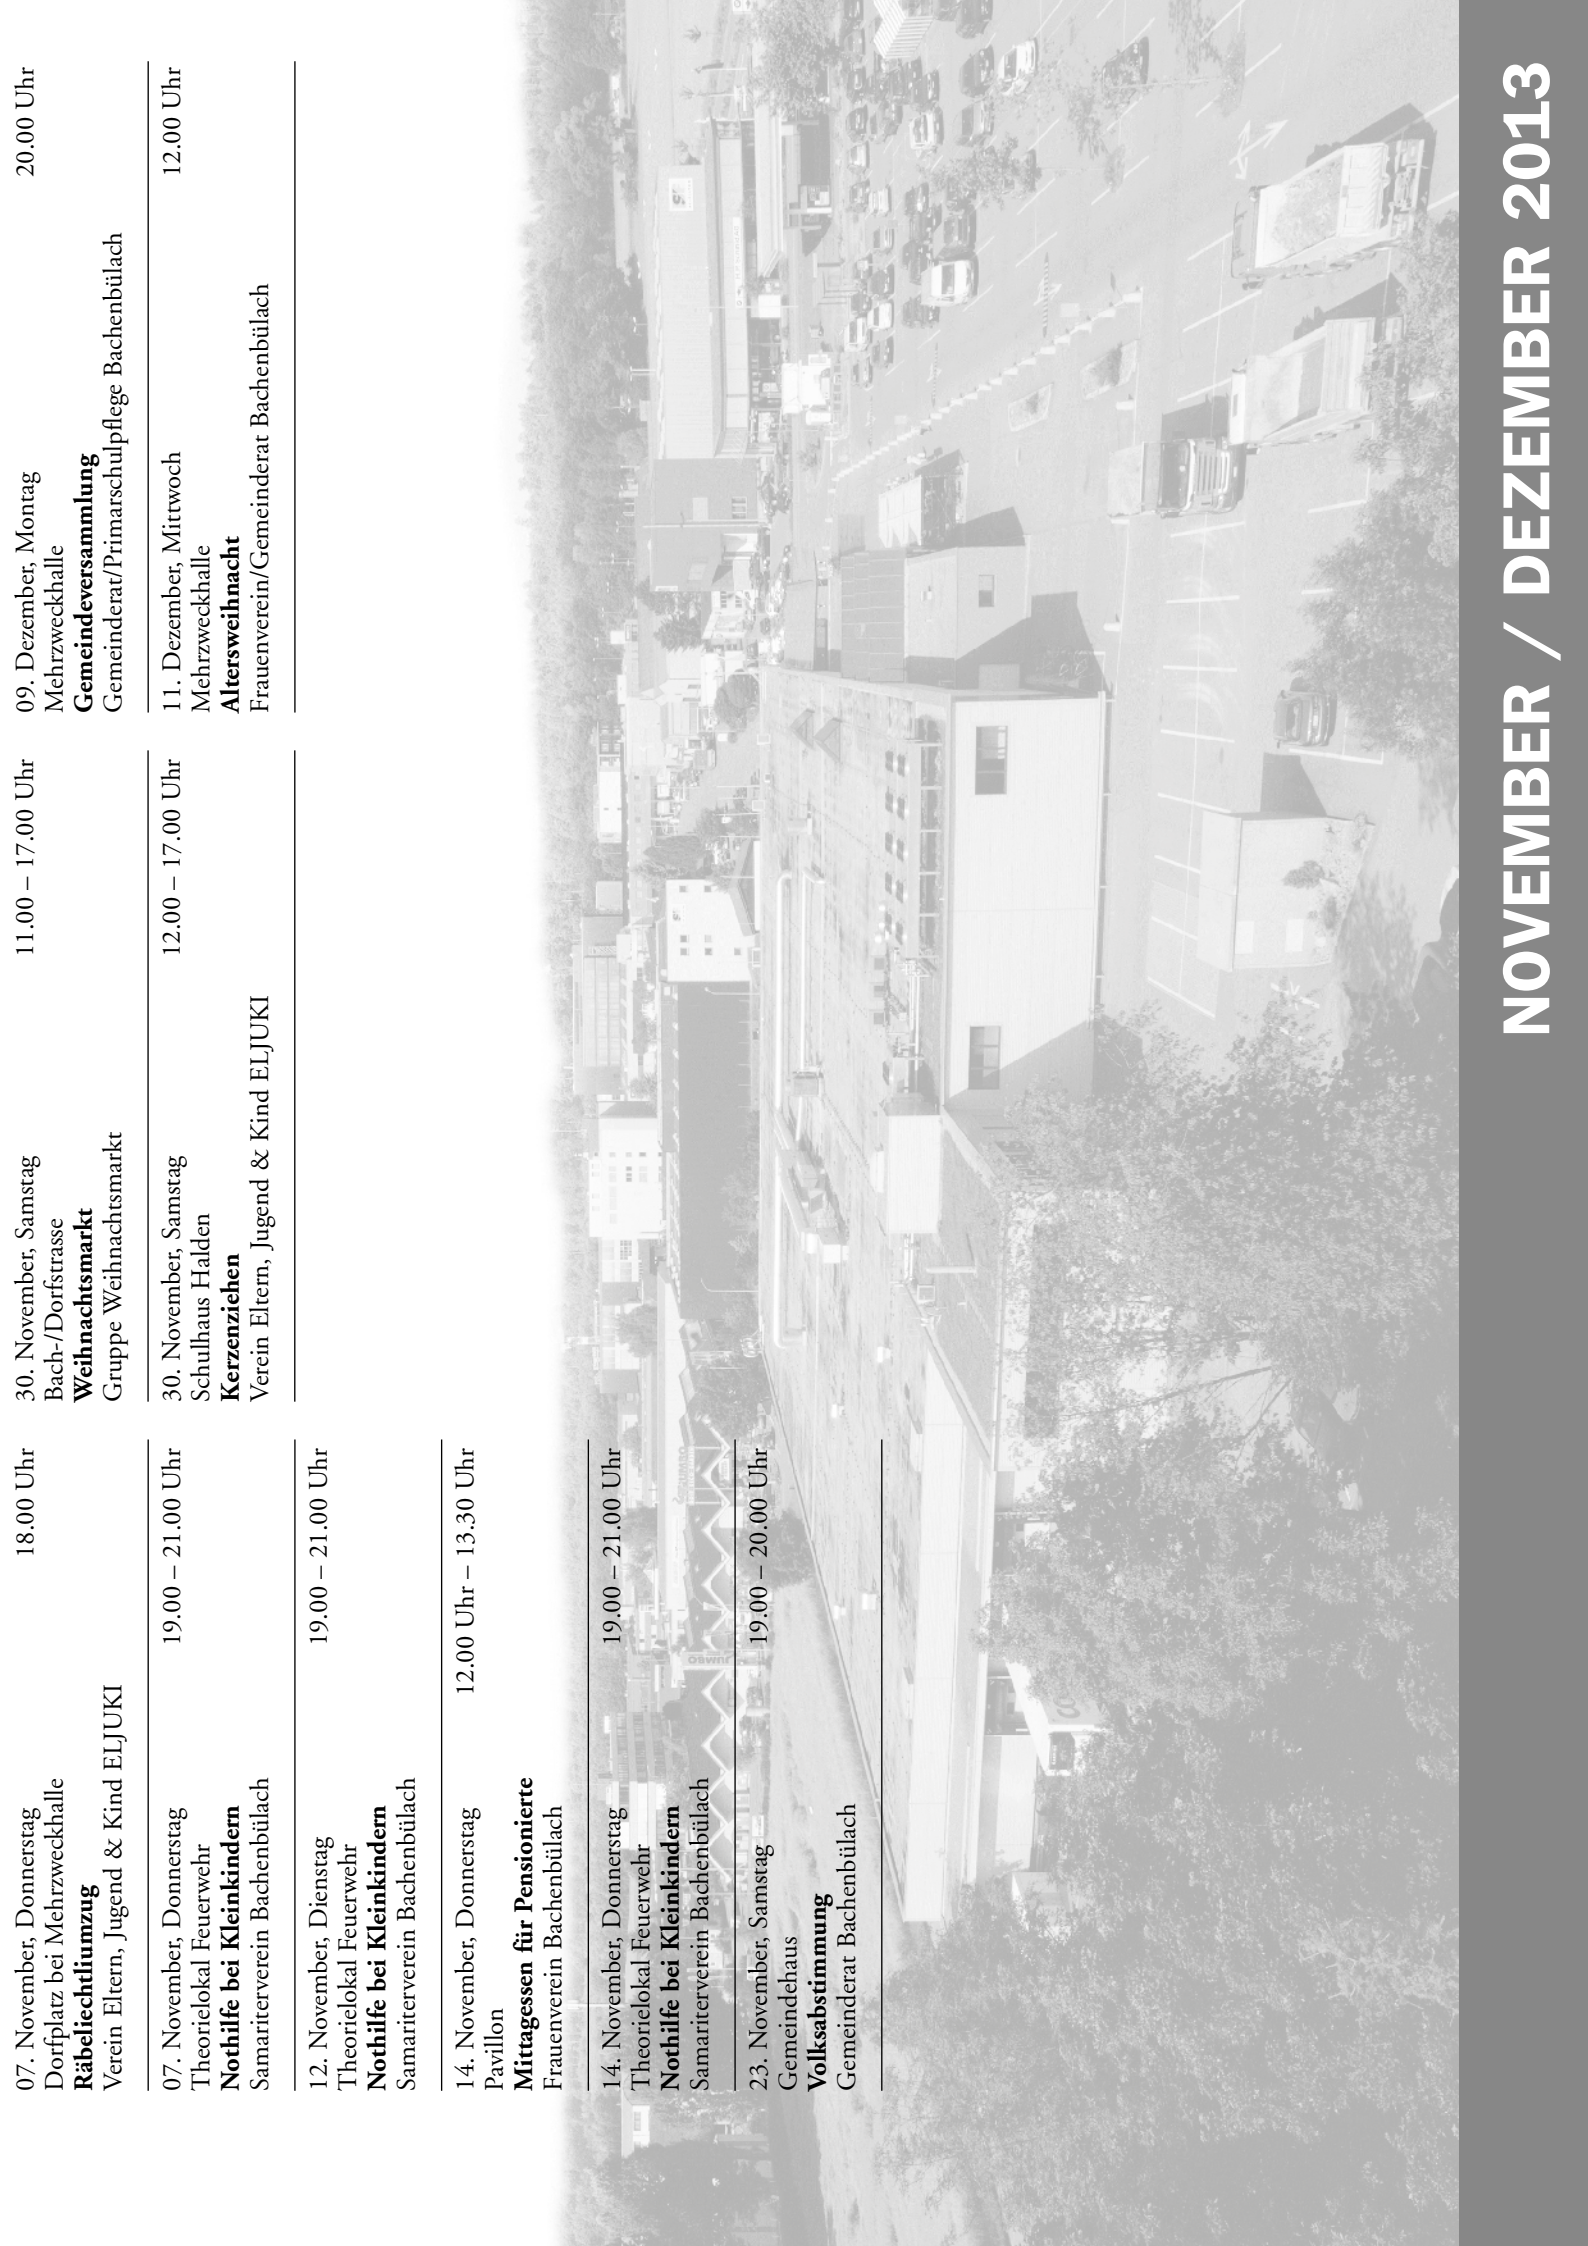 07. November, Donnerstag 18.00 Uhr
Dorfplatz bei Mehrzweckhalle
Räbeliechtliumzug
Verein Eltern, Jugend & Kind ELJUKI
07. November, Donnerstag 19.00 – 21.00 Uhr
Theorielokal Feuerwehr
Nothilfe bei Kleinkindern
Samariterverein Bachenbülach
12. November, Dienstag 19.00 – 21.00 Uhr
Theorielokal Feuerwehr
Nothilfe bei Kleinkindern
Samariterverein Bachenbülach
14. November, Donnerstag 12.00 Uhr – 13.30 Uhr
Pavillon
Mittagessen für Pensionierte
Frauenverein Bachenbülach
14. November, Donnerstag 19.00 – 21.00 Uhr
Theorielokal Feuerwehr
Nothilfe bei Kleinkindern
Samariterverein Bachenbülach
23. November, Samstag 19.00 – 20.00 Uhr
Gemeindehaus
Volksabstimmung
Gemeinderat Bachenbülach
30. November, Samstag 11.00 – 17.00 Uhr
Bach-/Dorfstrasse
Weihnachtsmarkt
Gruppe Weihnachtsmarkt
30. November, Samstag 12.00 – 17.00 Uhr
Schulhaus Halden
Kerzenziehen
Verein Eltern, Jugend & Kind ELJUKI
09. Dezember, Montag 20.00 Uhr
Mehrzweckhalle
Gemeindeversammlung
Gemeinderat/Primarschulpflege Bachenbülach
11. Dezember, Mittwoch 12.00 Uhr
Mehrzweckhalle
Altersweihnacht
Frauenverein/Gemeinderat Bachenbülach
JUMBO
NOVEMBER / DEZEMBER 2013